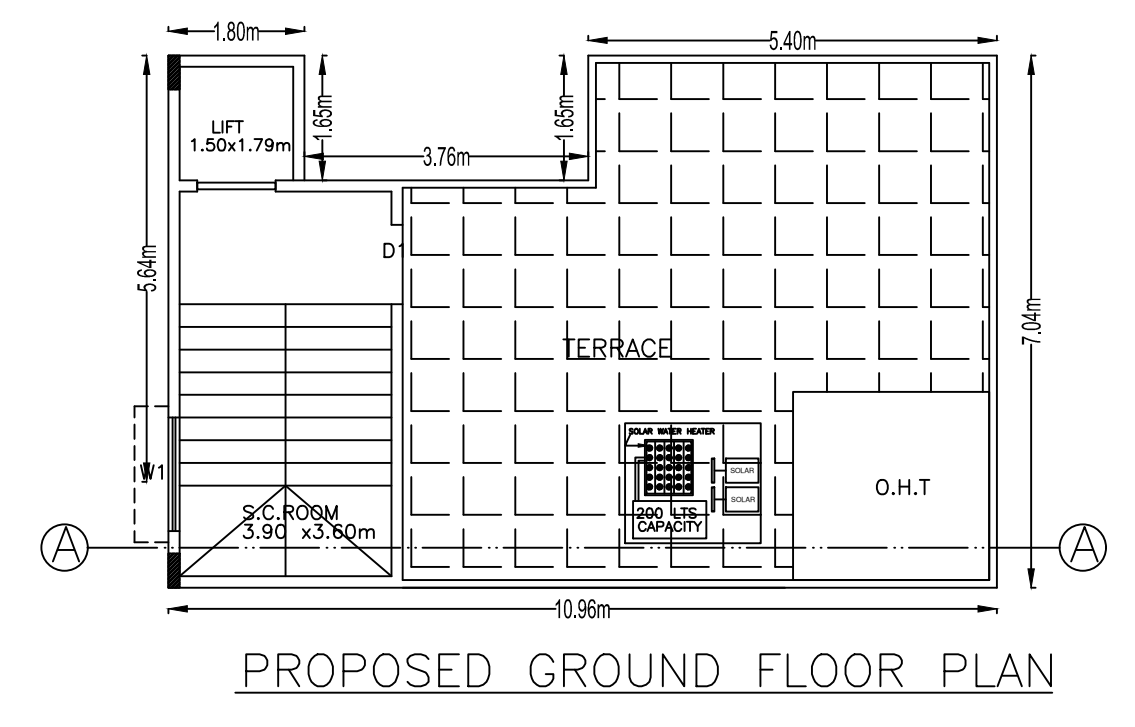 1.80m
5.40m
1.65m
1.65m
LIFT
1.50x1.79m
3.76m
D1
5.64m
7.04m
TERRACE
SOLAR WATER HEATER
SOLAR
W1
O.H.T
SOLAR
S.C.ROOM
3.90 x3.60m
200 LTS
CAPACITY
A
A
10.96m
PROPOSED GROUND FLOOR PLAN